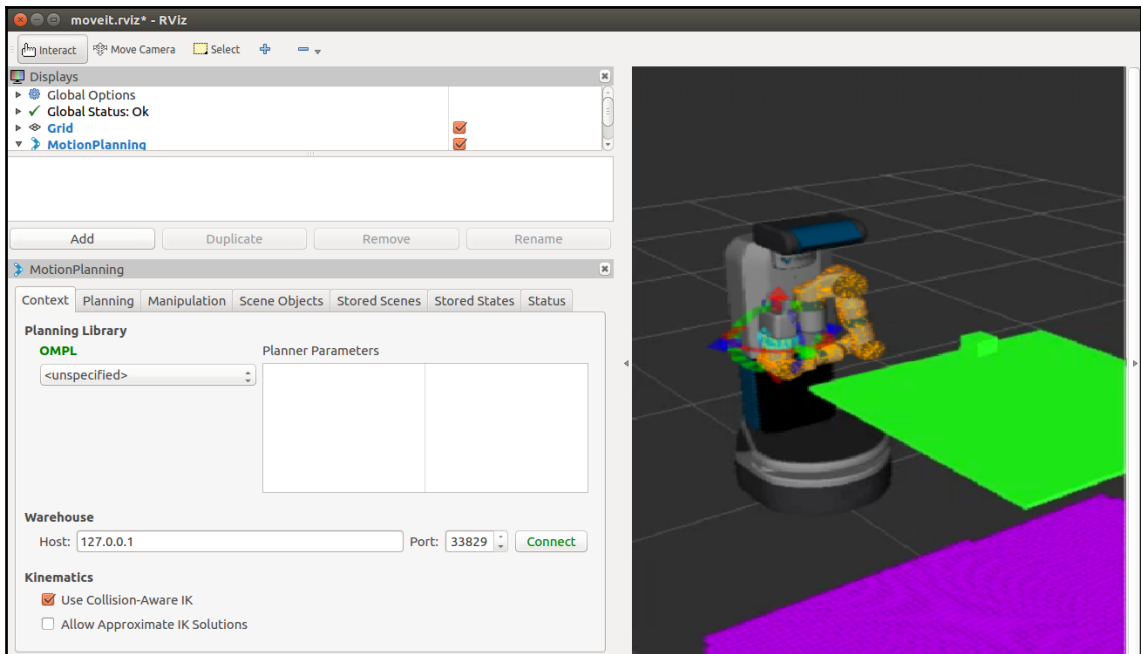 moveit.rviz* - RViz
Interact Move Camera Select
Displays
Global Options
Global Status: Ok
Grid
MotionPlanning
Add Duplicate Remove Rename
MotionPlanning
Context Planning Manipulation Scene Objects Stored Scenes Stored States Status
Planning Library
OMPL Planner Parameters
<unspecified>
Warehouse
Host: 127.0.0.1 Port: 33829 Connect
Kinematics
Use Collision-Aware IK
Allow Approximate IK Solutions